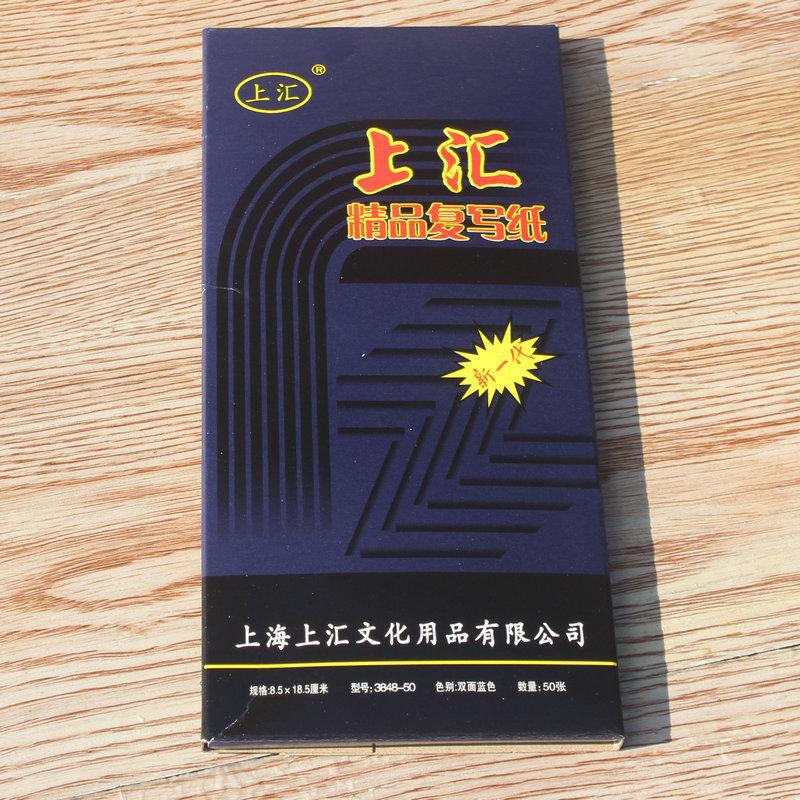 上汇®
上汇
精品复写纸
新一代
上海上汇文化用品有限公司
规格:8.5×18.5厘米 型号:3848-50 色别:双面蓝色 数量:50张